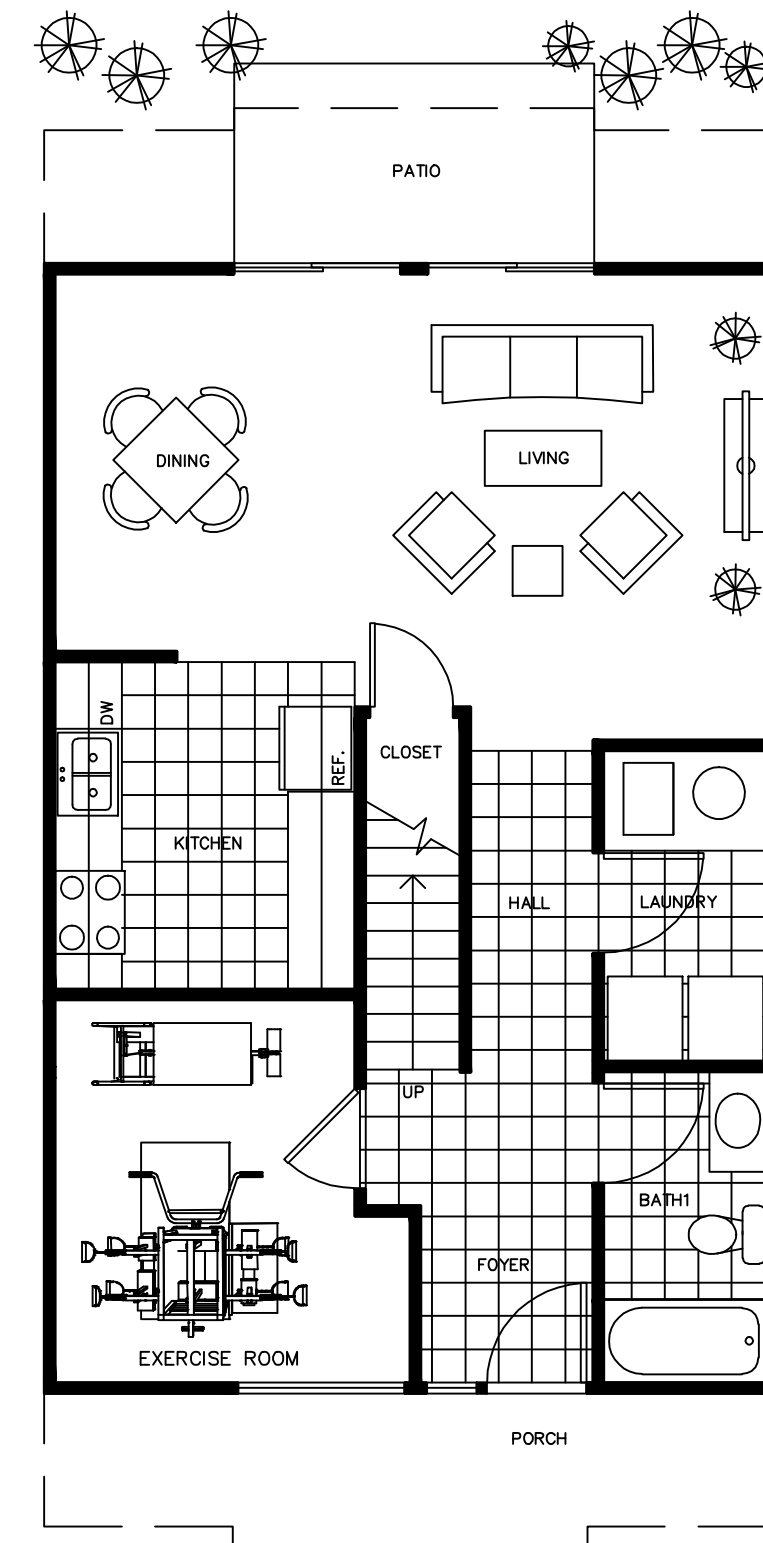 PATIO
DINING
LIVING
DW
CLOSET
REF.
KITCHEN
HALL
LAUNDRY
UP
BATH1
FOYER
EXERCISE ROOM
PORCH